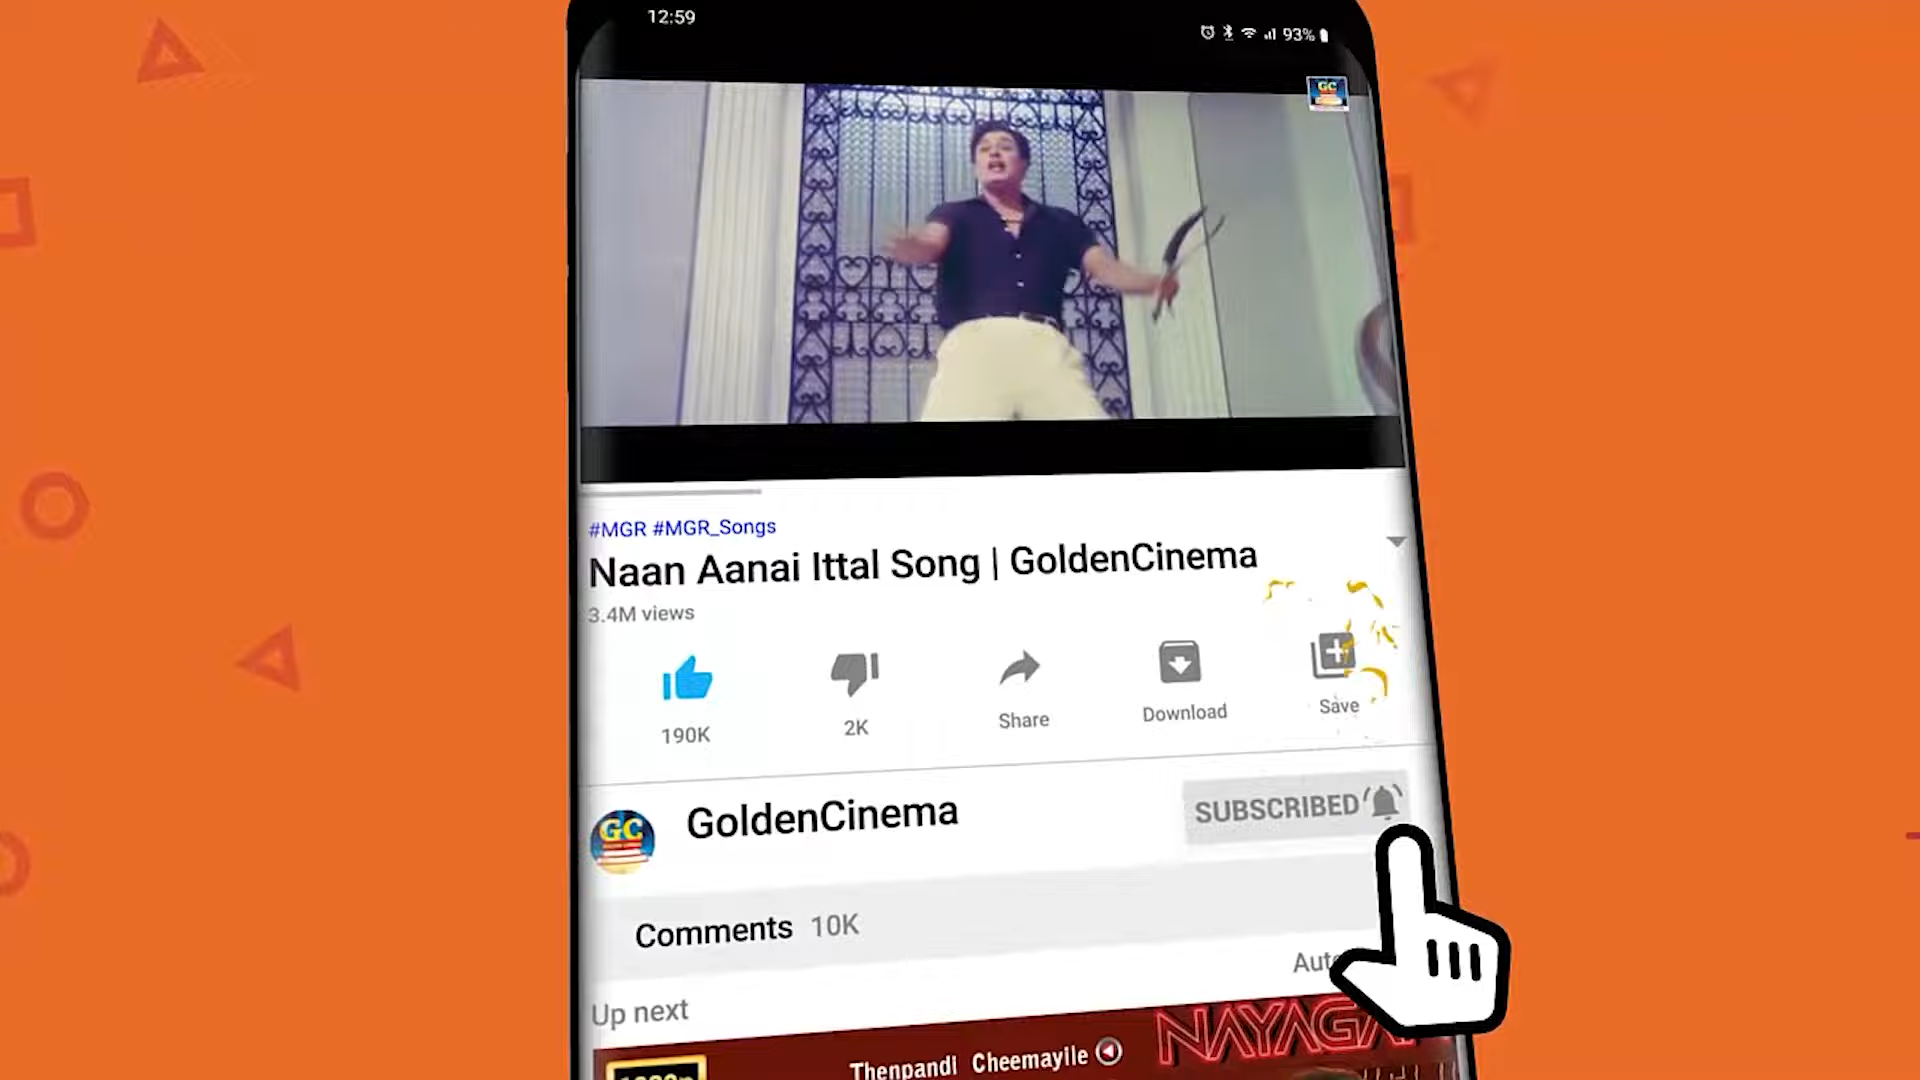 12:59
93%
GC
#MGR #MGR_Songs
Naan Aanai Ittal Song | GoldenCinema
3.4M views
190K
2K
Share
Download
Save
GC
GoldenCinema
SUBSCRIBED
Comments 10K
Up next
Thenpandi Cheemayile